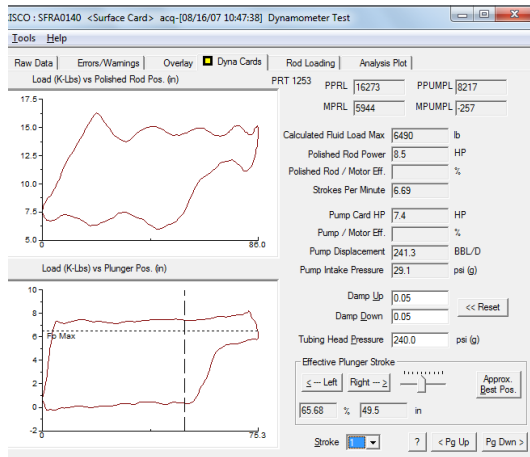 CISCO : SFRA0140 <Surface Card> acq-[08/16/07 10:47:38] Dynamometer Test
Tools Help
Raw Data Errors/Warnings Overlay Dyna Cards Rod Loading Analysis Plot
Load (K-Lbs) vs Polished Rod Pos. (in)
17.5
15.0
12.5
10.0
7.5
5.0
0 86.0
Load (K-Lbs) vs Plunger Pos. (in)
10
8
Fo Max
6
4
2
0
-2
0 75.3
PRT 1253 PPRL 16273 PPUMPL 8217
MPRL 5944 MPUMPL -257
Calculated Fluid Load Max 6490 lb
Polished Rod Power 8.5 HP
Polished Rod / Motor Eff. %
Strokes Per Minute 6.69
Pump Card HP 7.4 HP
Pump / Motor Eff. %
Pump Displacement 241.3 BBL/D
Pump Intake Pressure 29.1 psi (g)
Damp Up 0.05
Damp Down 0.05
<< Reset
Tubing Head Pressure 240.0 psi (g)
Effective Plunger Stroke
< --- Left Right --- > Approx. Best Pos.
65.68 % 49.5 in
Stroke 1 ? < Pg Up Pg Dwn >